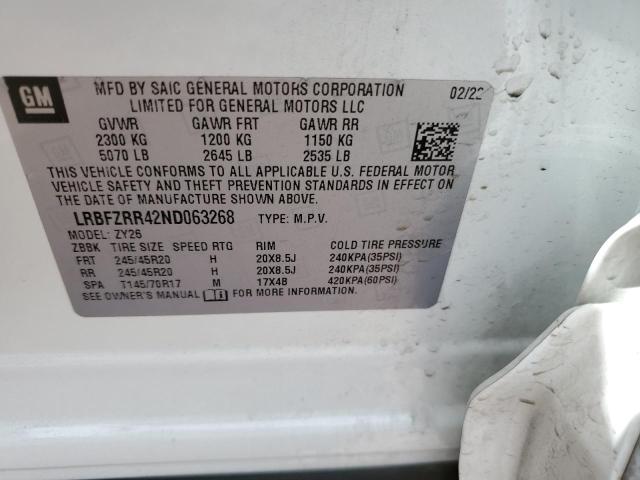 GM
MFD BY SAIC GENERAL MOTORS CORPORATION 02/22
LIMITED FOR GENERAL MOTORS LLC
GVWR GAWR FRT GAWR RR
2300 KG 1200 KG 1150 KG
5070 LB 2645 LB 2535 LB
THIS VEHICLE CONFORMS TO ALL APPLICABLE U.S. FEDERAL MOTOR
VEHICLE SAFETY AND THEFT PREVENTION STANDARDS IN EFFECT ON
THE DATE OF MANUFACTURE SHOWN ABOVE.
LRBFZRR42ND063268 TYPE: M.P.V.
MODEL: ZY26
ZBBK TIRE SIZE SPEED RTG RIM COLD TIRE PRESSURE
FRT 245/45R20 H 20X8.5J 240KPA(35PSI)
RR 245/45R20 H 20X8.5J 240KPA(35PSI)
SPA T145/70R17 M 17X4B 420KPA(60PSI)
SEE OWNER'S MANUAL FOR MORE INFORMATION